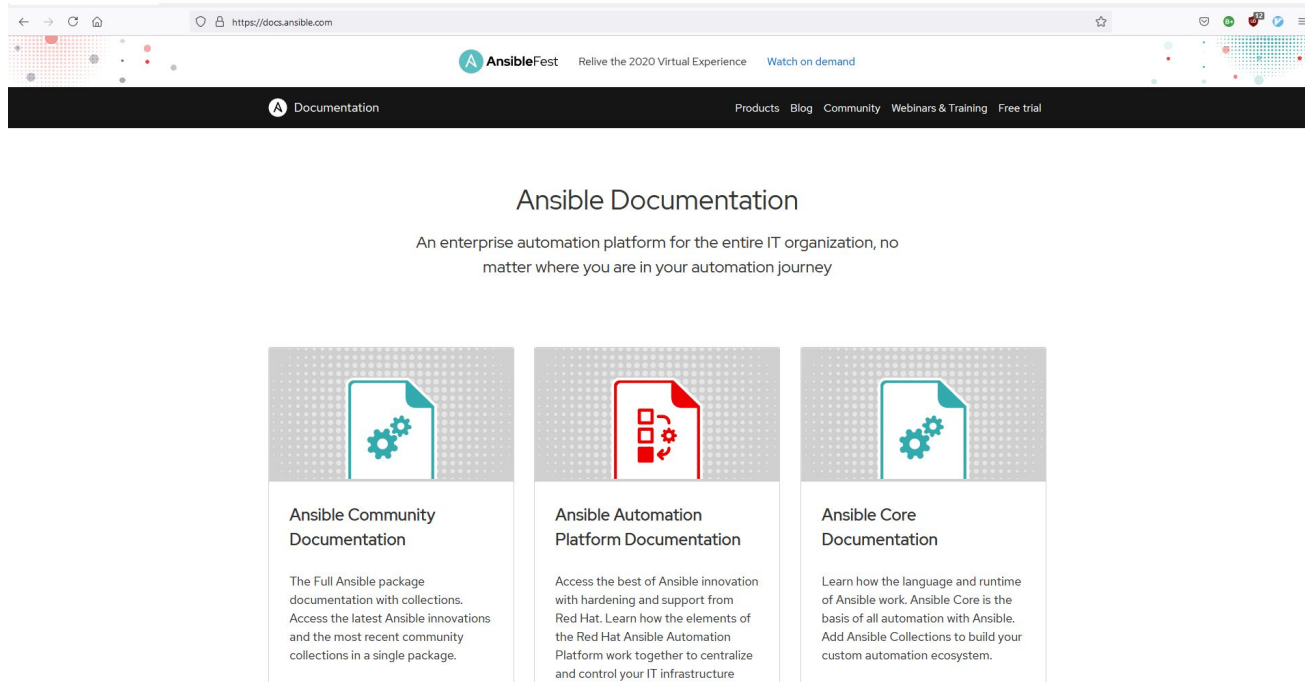 https://docs.ansible.com
AnsibleFest Relive the 2020 Virtual Experience Watch on demand
Documentation Products Blog Community Webinars & Training Free trial
Ansible Documentation
An enterprise automation platform for the entire IT organization, no
matter where you are in your automation journey
Ansible Community
Documentation
The Full Ansible package
documentation with collections.
Access the latest Ansible innovations
and the most recent community
collections in a single package.
Ansible Automation
Platform Documentation
Access the best of Ansible innovation
with hardening and support from
Red Hat. Learn how the elements of
the Red Hat Ansible Automation
Platform work together to centralize
and control your IT infrastructure
Ansible Core
Documentation
Learn how the language and runtime
of Ansible work. Ansible Core is the
basis of all automation with Ansible.
Add Ansible Collections to build your
custom automation ecosystem.